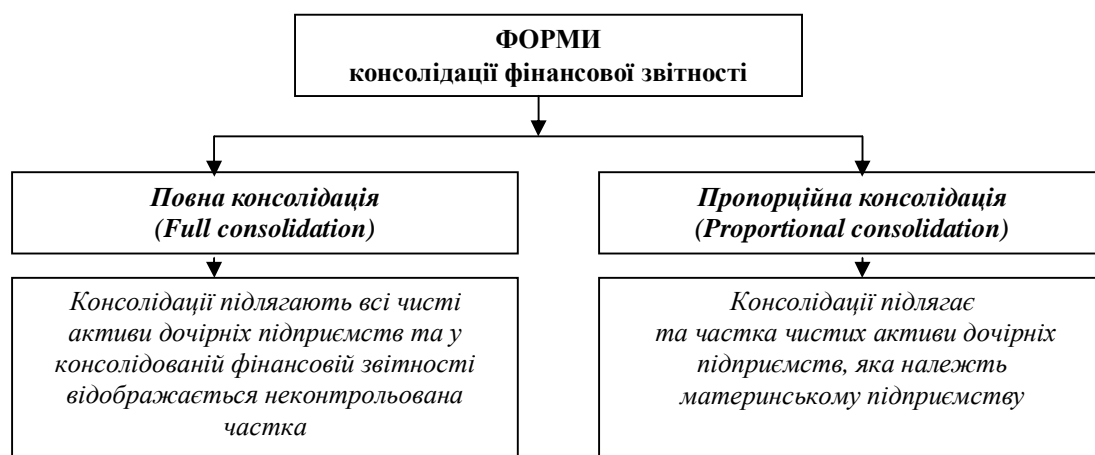 ФОРМИ
консолідації фінансової звітності
Повна консолідація
(Full consolidation)
Пропорційна консолідація
(Proportional consolidation)
Консолідації підлягають всі чисті
активи дочірніх підприємств та у
консолідованій фінансовій звітності
відображається неконтрольована
частка
Консолідації підлягає
та частка чистих активи дочірніх
підприємств, яка належть
материнському підприємству